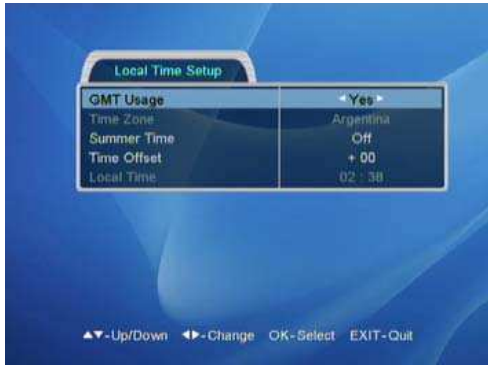 Local Time Setup
GMT Usage ◄Yes►
Time Zone Argentina
Summer Time Off
Time Offset + 00
Local Time 02 : 38
▲▼-Up/Down ◄►-Change OK-Select EXIT-Quit